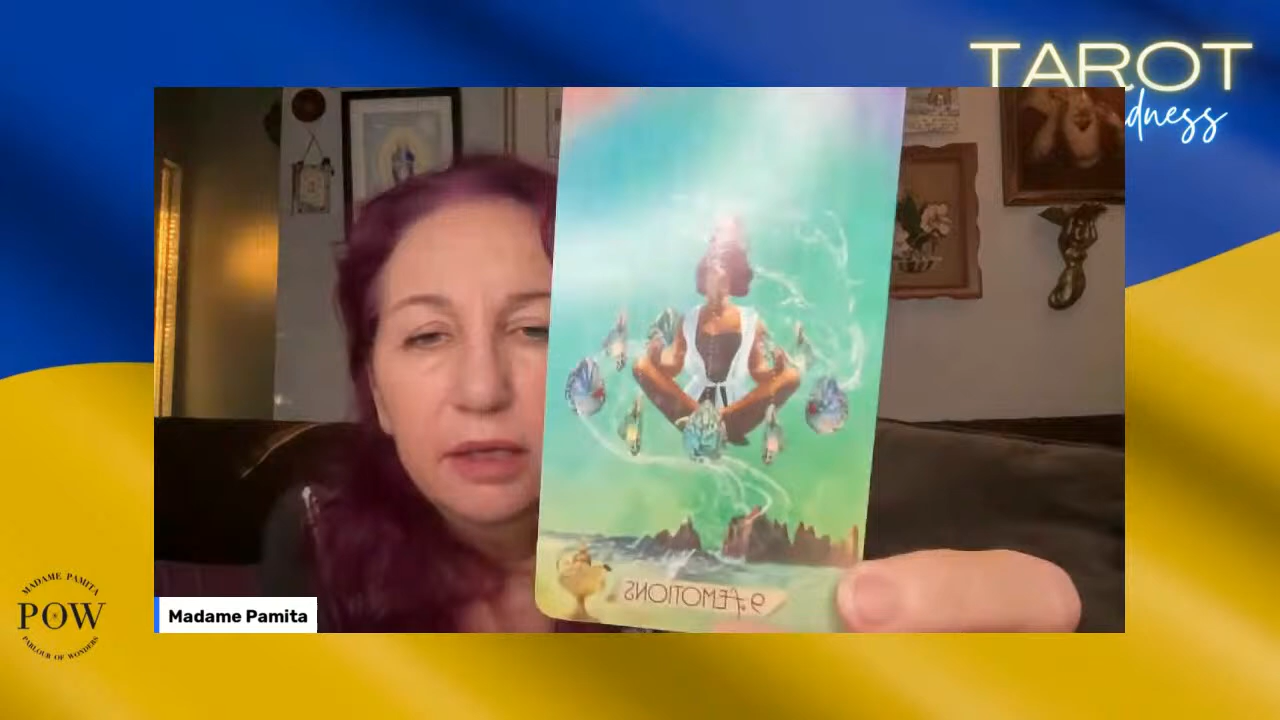 TAROT
dness
Madame Pamita
MADAME PAMITA
POW
PARLOUR OF WONDERS
9 of EMOTIONS